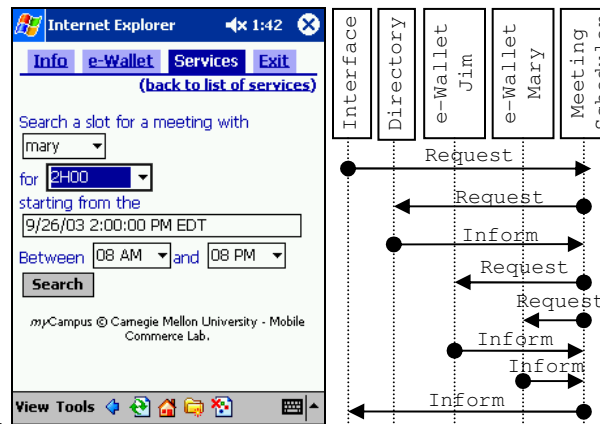 Internet Explorer 1:42
Info e-Wallet Services Exit
(back to list of services)
Search a slot for a meeting with
mary
for 2H00
starting from the
9/26/03 2:00:00 PM EDT
Between 08 AM and 08 PM
Search
myCampus © Carnegie Mellon University - Mobile
Commerce Lab.
View Tools
Interface
Directory
e-Wallet
Jim
e-Wallet
Mary
Meeting
Scheduler
Request
Request
Inform
Request
Request
Inform
Inform
Inform